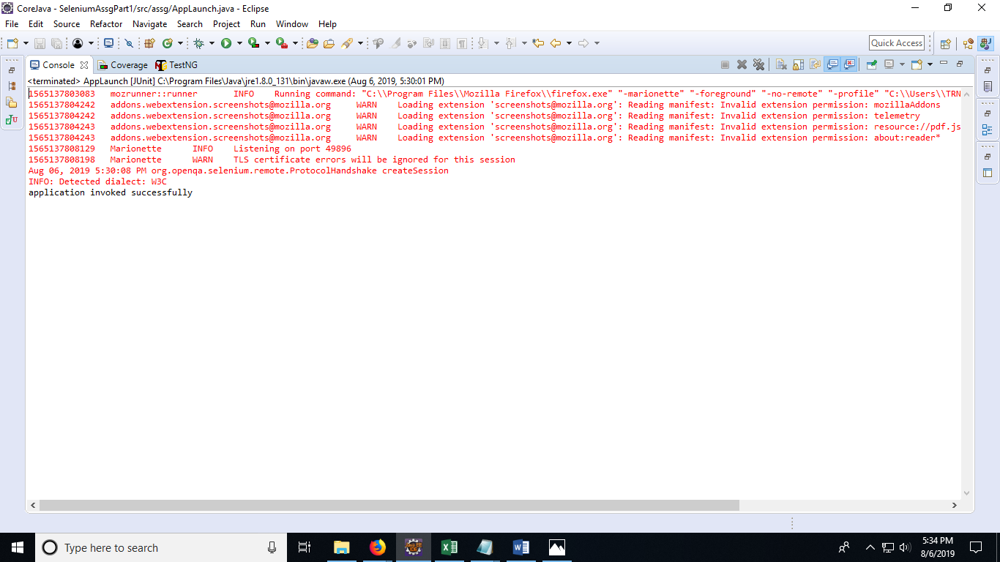 CoreJava - SeleniumAssgPart1/src/assg/AppLaunch.java - Eclipse
File Edit Source Refactor Navigate Search Project Run Window Help
Quick Access
Console Coverage TestNG
<terminated> AppLaunch [JUnit] C:\Program Files\Java\jre1.8.0_131\bin\javaw.exe (Aug 6, 2019, 5:30:01 PM)
1565137803083 mozrunner::runner INFO Running command: "C:\\Program Files\\Mozilla Firefox\\firefox.exe" "-marionette" "-foreground" "-no-remote" "-profile" "C:\\Users\\TRN
1565137804242 addons.webextension.screenshots@mozilla.org WARN Loading extension 'screenshots@mozilla.org': Reading manifest: Invalid extension permission: mozillaAddons
1565137804243 addons.webextension.screenshots@mozilla.org WARN Loading extension 'screenshots@mozilla.org': Reading manifest: Invalid extension permission: telemetry
1565137804243 addons.webextension.screenshots@mozilla.org WARN Loading extension 'screenshots@mozilla.org': Reading manifest: Invalid extension permission: resource://pdf.js
1565137804243 addons.webextension.screenshots@mozilla.org WARN Loading extension 'screenshots@mozilla.org': Reading manifest: Invalid extension permission: about:reader*
1565137808129 Marionette INFO Listening on port 49896
1565137808198 Marionette WARN TLS certificate errors will be ignored for this session
Aug 06, 2019 5:30:08 PM org.openqa.selenium.remote.ProtocolHandshake createSession
INFO: Detected dialect: W3C
application invoked successfully
Type here to search
5:34 PM
8/6/2019